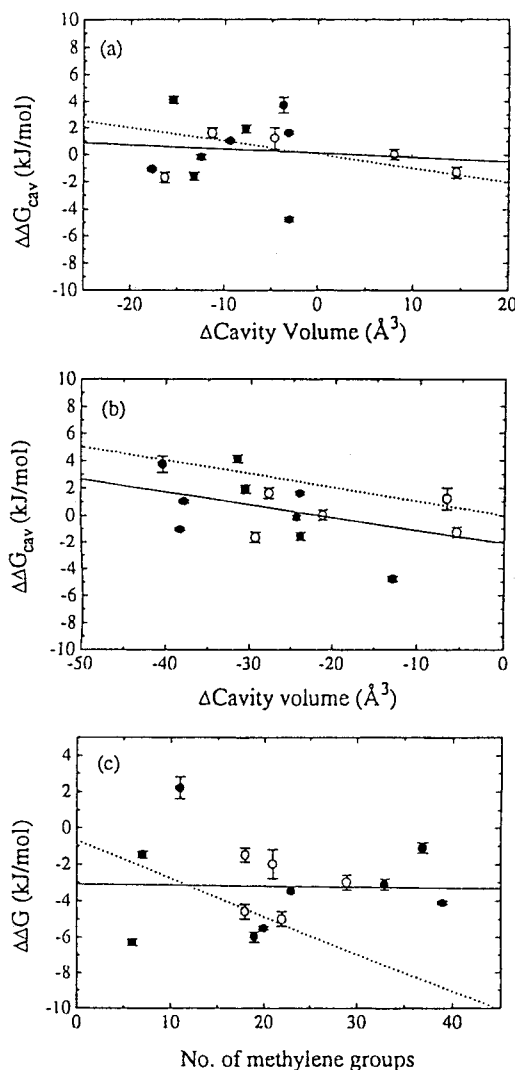 (a)
10
8
6
4
2
0
-2
-4
-6
-8
-10
ΔΔG_cav (kJ/mol)
-20 -10 0 10 20
ΔCavity Volume (Å³)
(b)
10
8
6
4
2
0
-2
-4
-6
-8
-10
ΔΔG_cav (kJ/mol)
-50 -40 -30 -20 -10 0
ΔCavity volume (Å³)
(c)
4
2
0
-2
-4
-6
-8
-10
ΔΔG (kJ/mol)
0 10 20 30 40
No. of methylene groups